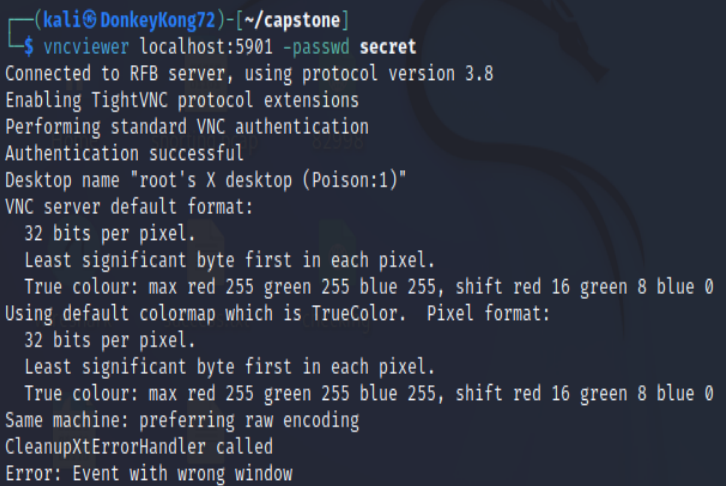 ┌──(kali㉿DonkeyKong72)-[~/capstone]
└─$ vncviewer localhost:5901 -passwd secret
Connected to RFB server, using protocol version 3.8
Enabling TightVNC protocol extensions
Performing standard VNC authentication
Authentication successful
Desktop name "root's X desktop (Poison:1)"
VNC server default format:
  32 bits per pixel.
  Least significant byte first in each pixel.
  True colour: max red 255 green 255 blue 255, shift red 16 green 8 blue 0
Using default colormap which is TrueColor.  Pixel format:
  32 bits per pixel.
  Least significant byte first in each pixel.
  True colour: max red 255 green 255 blue 255, shift red 16 green 8 blue 0
Same machine: preferring raw encoding
CleanupXtErrorHandler called
Error: Event with wrong window